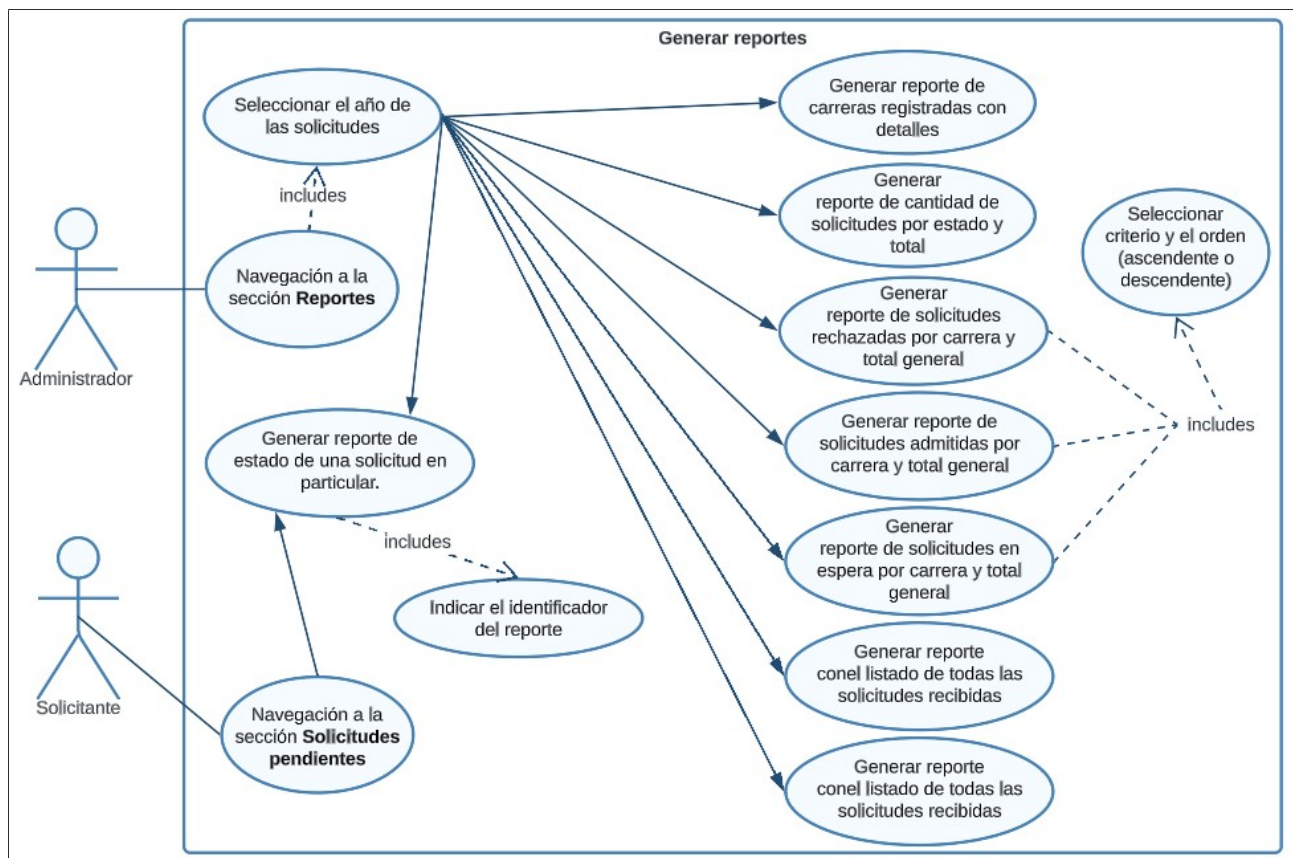 Generar reportes
Seleccionar el año de
las solicitudes
includes
Navegación a la
sección Reportes
Administrador
Generar reporte de
estado de una solicitud en
particular.
includes
Indicar el identificador
del reporte
Solicitante
Navegación a la
sección Solicitudes
pendientes
Generar reporte de
carreras registradas con
detalles
Generar
reporte de cantidad de
solicitudes por estado y
total
Generar
reporte de solicitudes
rechazadas por carrera y
total general
Generar reporte de
solicitudes admitidas por
carrera y total general
Generar
reporte de solicitudes en
espera por carrera y total
general
Generar reporte
conel listado de todas las
solicitudes recibidas
Generar reporte
conel listado de todas las
solicitudes recibidas
Seleccionar
criterio y el orden
(ascendente o
descendente)
includes